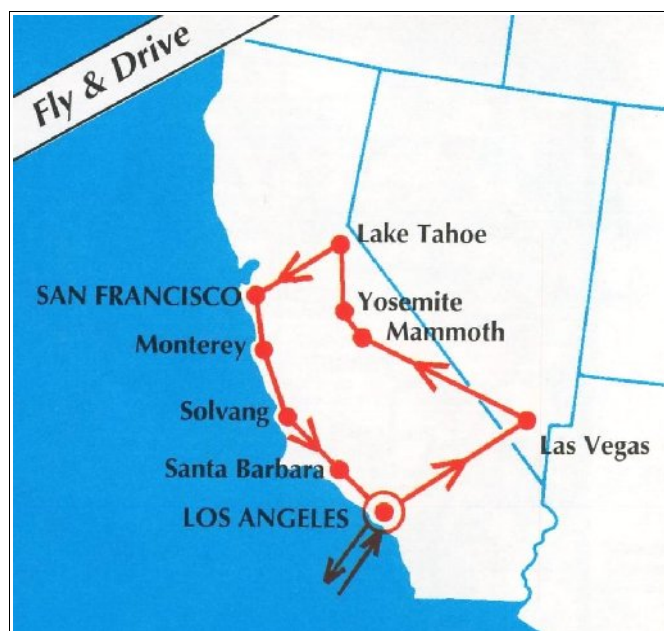 Fly & Drive
Lake Tahoe
SAN FRANCISCO
Yosemite
Mammoth
Monterey
Solvang
Las Vegas
Santa Barbara
LOS ANGELES